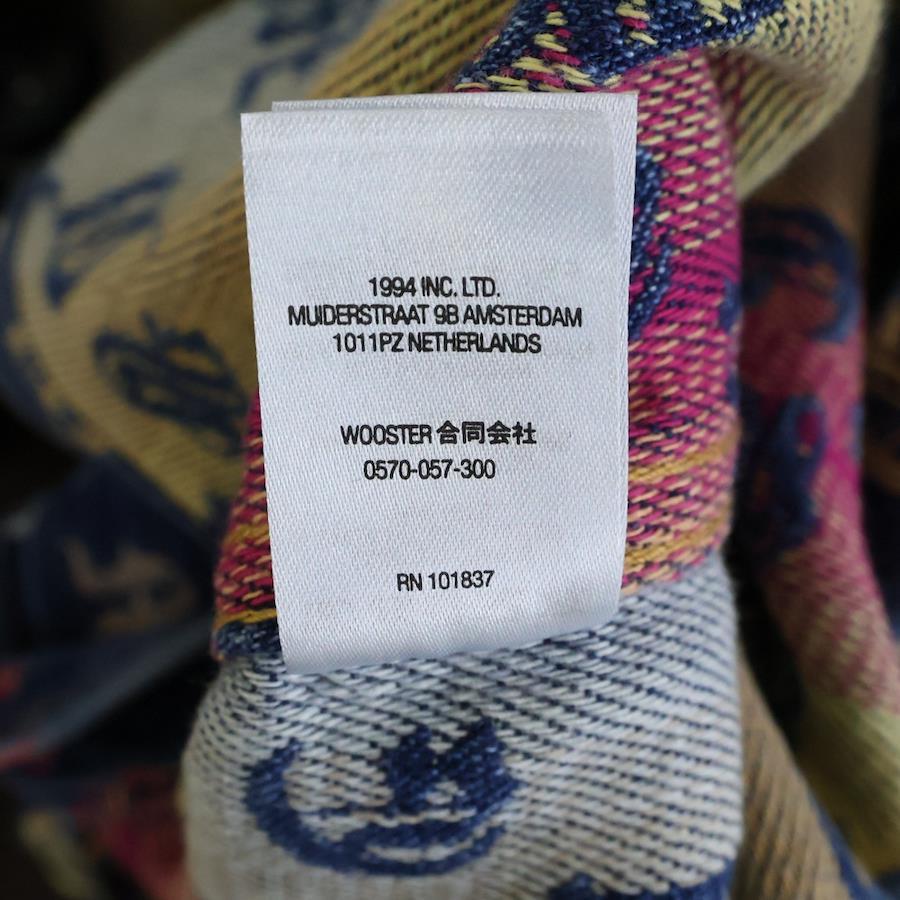 1994 INC. LTD.
MUIDERSTRAAT 9B AMSTERDAM
1011PZ NETHERLANDS
WOOSTER 合同会社
0570-057-300
RN 101837